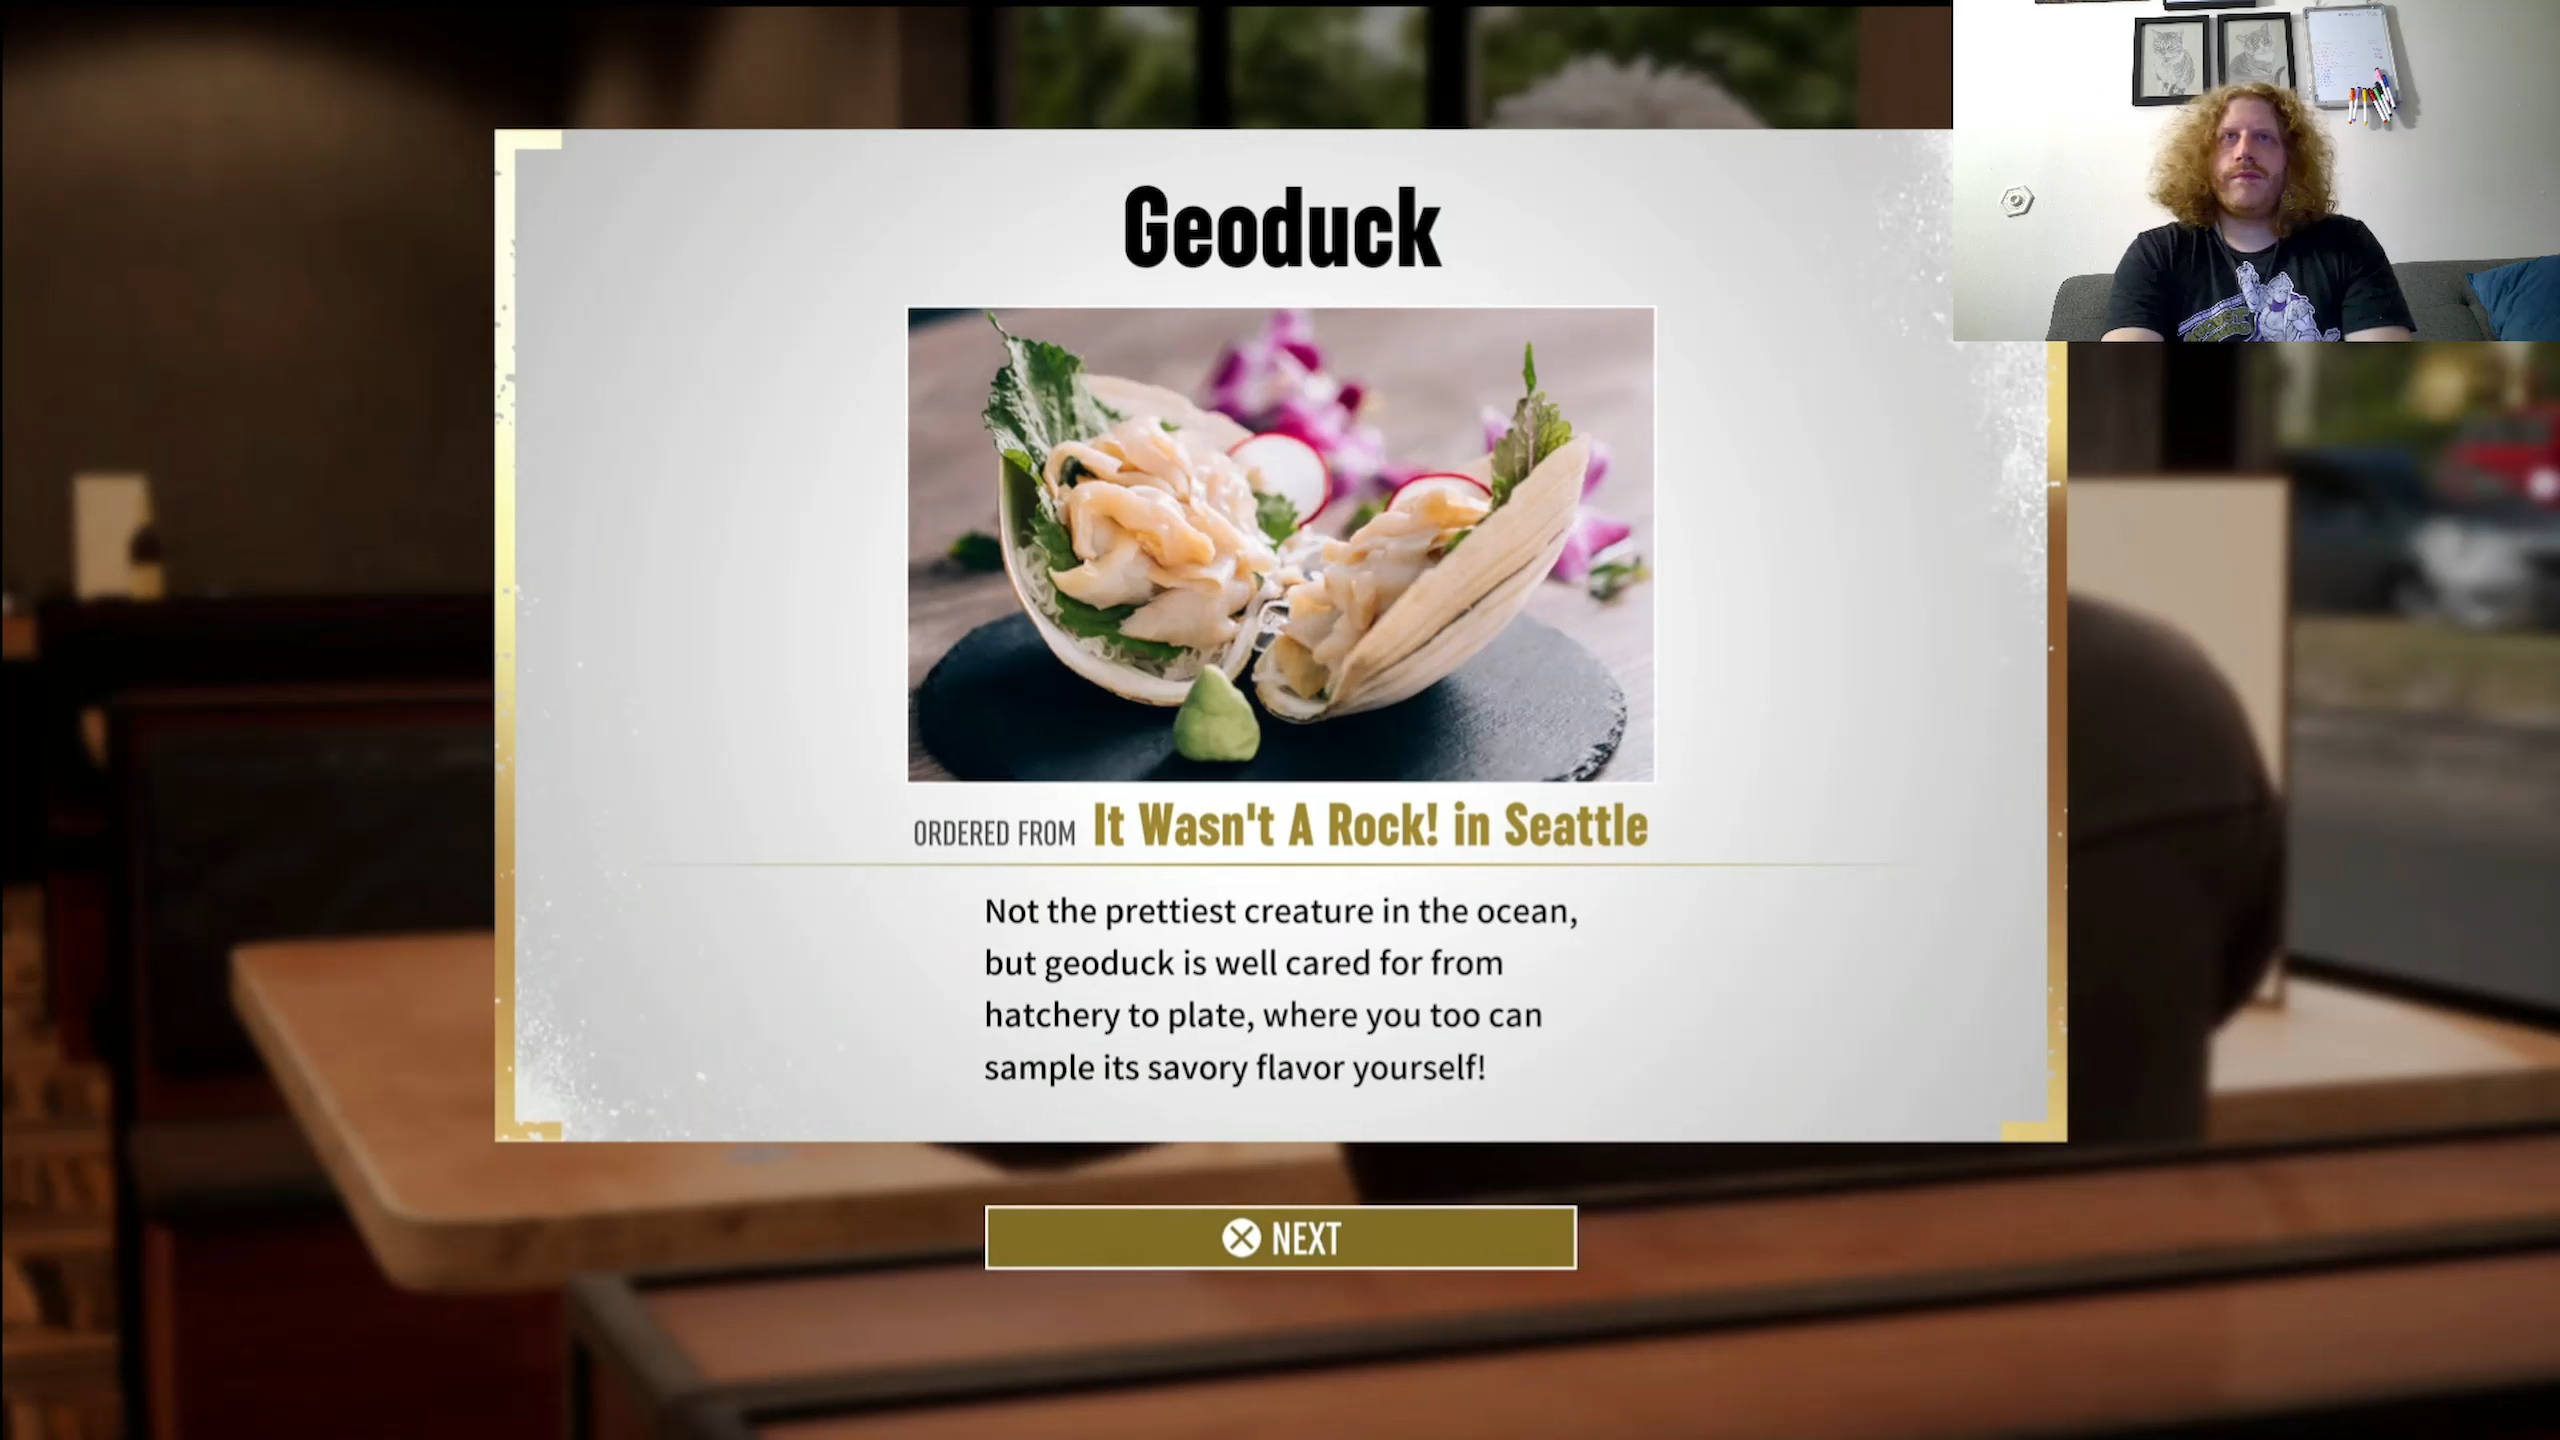 Geoduck
ORDERED FROM It Wasn't A Rock! in Seattle
Not the prettiest creature in the ocean,
but geoduck is well cared for from
hatchery to plate, where you too can
sample its savory flavor yourself!
NEXT